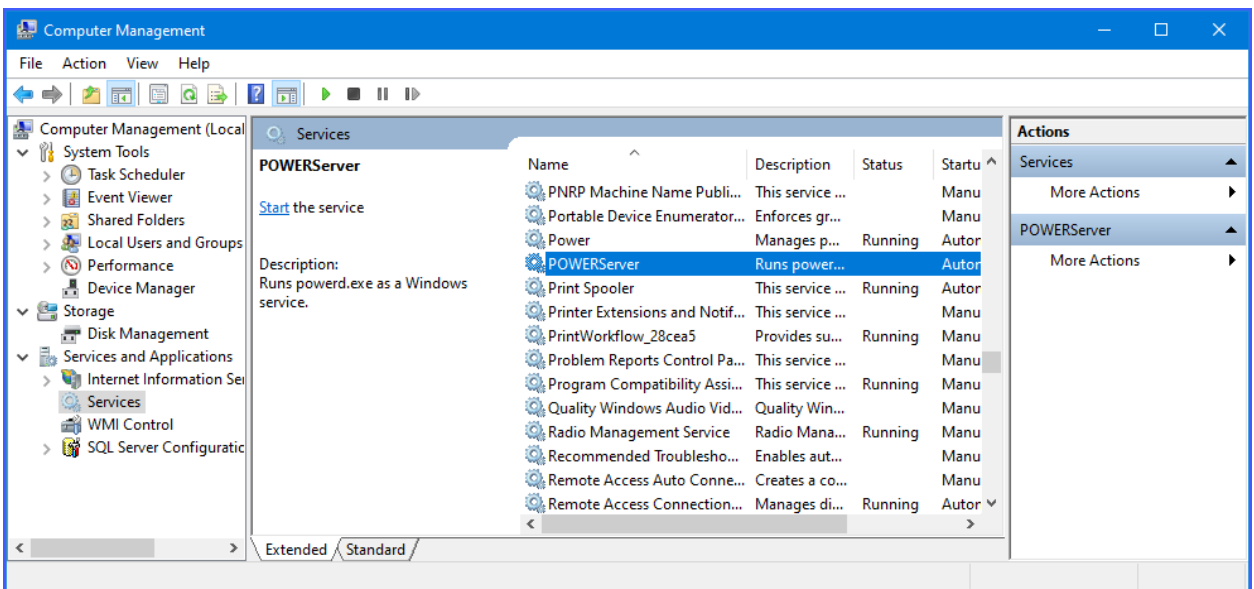 Computer Management
File Action View Help
Computer Management (Local
System Tools
Task Scheduler
Event Viewer
Shared Folders
Local Users and Groups
Performance
Device Manager
Storage
Disk Management
Services and Applications
Internet Information Ser
Services
WMI Control
SQL Server Configuratic
Services
POWERServer
Start the service
Description:
Runs powerd.exe as a Windows
service.
Name Description Status Startu
PNRP Machine Name Publi... This service ... Manu
Portable Device Enumerator... Enforces gr... Manu
Power Manages p... Running Autor
POWERServer Runs power... Autor
Print Spooler This service ... Running Autor
Printer Extensions and Notif... This service ... Manu
PrintWorkflow_28cea5 Provides su... Running Manu
Problem Reports Control Pa... This service ... Manu
Program Compatibility Assi... This service ... Running Manu
Quality Windows Audio Vid... Quality Win... Manu
Radio Management Service Radio Mana... Running Manu
Recommended Troublesho... Enables aut... Manu
Remote Access Auto Conne... Creates a co... Manu
Remote Access Connection... Manages di... Running Autor
Extended Standard
Actions
Services
More Actions
POWERServer
More Actions